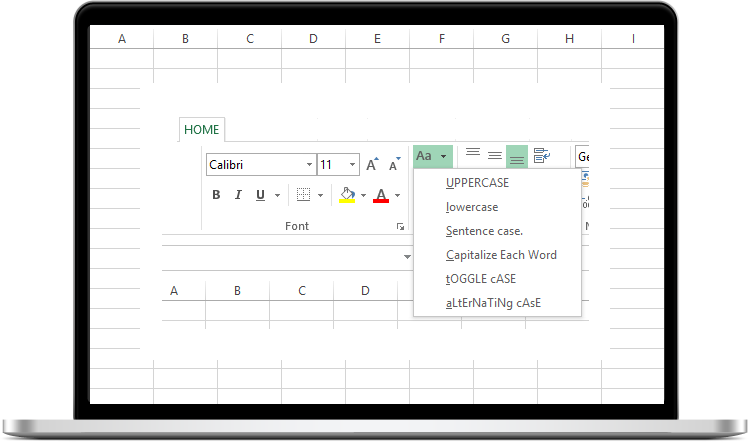 A B C D E F G H I
HOME
Calibri 11 A A Aa Ge
B I U A
Font
UPPERCASE
lowercase
Sentence case.
Capitalize Each Word
tOGGLE cASE
aLtErNaTiNg cAsE
A B C D